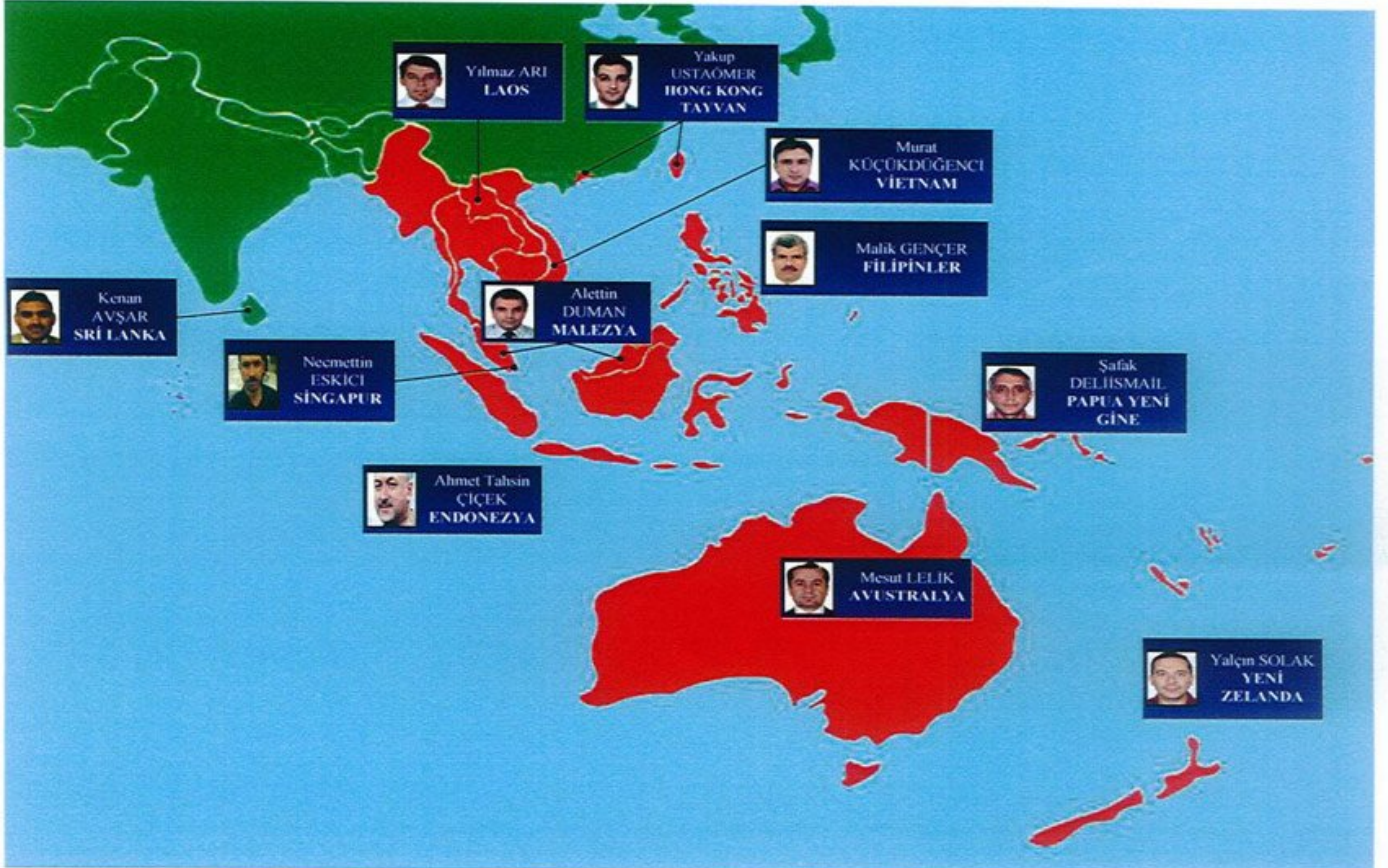 Yılmaz ARI
LAOS
Yakup
USTAÖMER
HONG KONG
TAYVAN
Murat
KÜÇÜKDÜĞENCİ
VİETNAM
Malik GENÇER
FİLİPİNLER
Kenan
AVŞAR
SRİ LANKA
Alettin
DUMAN
MALEZYA
Necmettin
ESKİCİ
SİNGAPUR
Şafak
DELİİSMAİL
PAPUA YENİ
GİNE
Ahmet Tahsin
ÇİÇEK
ENDONEZYA
Mesut LELİK
AVUSTRALYA
Yalçın SOLAK
YENİ
ZELANDA